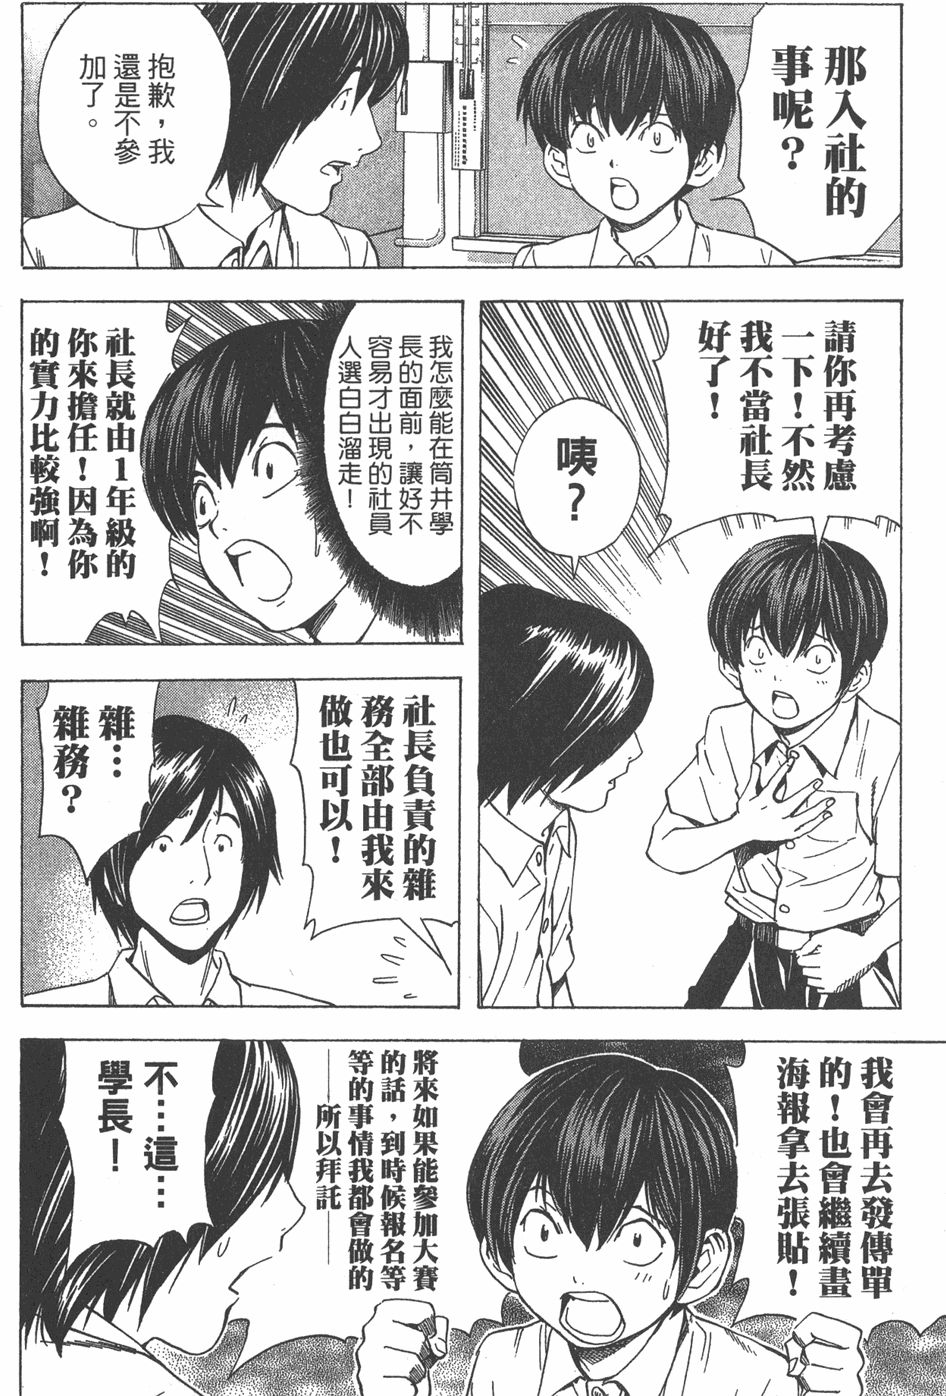 那入社的
事呢？
抱歉，我
還是不參
加了。
請你再考慮
一下！不然
我不當社長
好了！
咦？
我怎麼能在筒井學
長的面前，讓好不
容易才出現的社員
人選白白溜走！
社長就由1年級的
你來擔任！因為你
的實力比較強啊！
社長負責的雜
務全部由我來
做也可以！
雜…
雜務？
我會再去發傳單
的！也會繼續畫
海報拿去張貼！
將來如果能參加大賽
的話，到時候報名等
等的事情我都會做的
——所以拜託——
不…這…
學長！